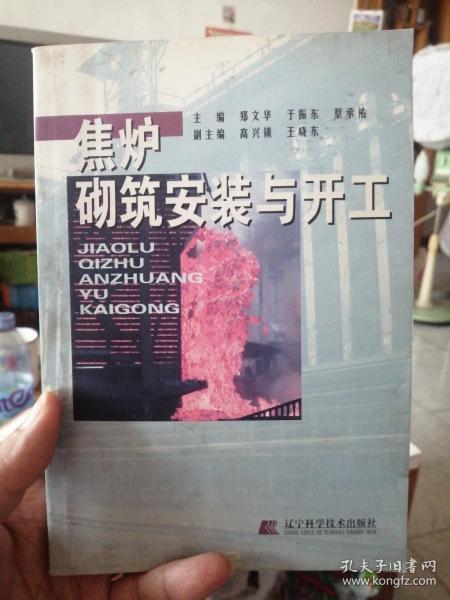 主编 郑文华 于振东 蔡承祐
副主编 高兴锁 王晓东
焦炉
砌筑安装与开工
JIAOLU
QIZHU
ANZHUANG
YU
KAIGONG
辽宁科学技术出版社
孔夫子旧书网
www.kongfz.com